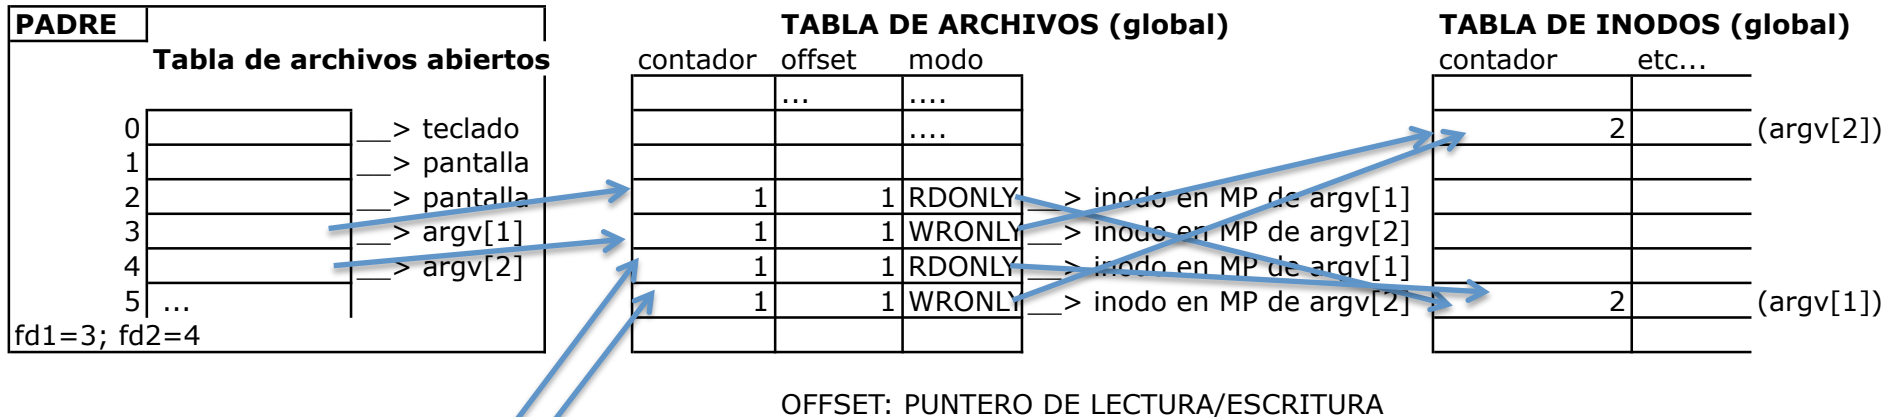 PADRE TABLA DE ARCHIVOS (global) TABLA DE INODOS (global)
Tabla de archivos abiertos contador offset modo contador etc...
... ....
0 __> teclado .... 2 (argv[2])
1 __> pantalla
2 __> pantalla 1 1 RDONLY __> inodo en MP de argv[1]
3 __> argv[1] 1 1 WRONLY __> inodo en MP de argv[2]
4 __> argv[2] 1 1 RDONLY __> inodo en MP de argv[1]
5 ... 1 1 WRONLY __> inodo en MP de argv[2] 2 (argv[1])
fd1=3; fd2=4
OFFSET: PUNTERO DE LECTURA/ESCRITURA